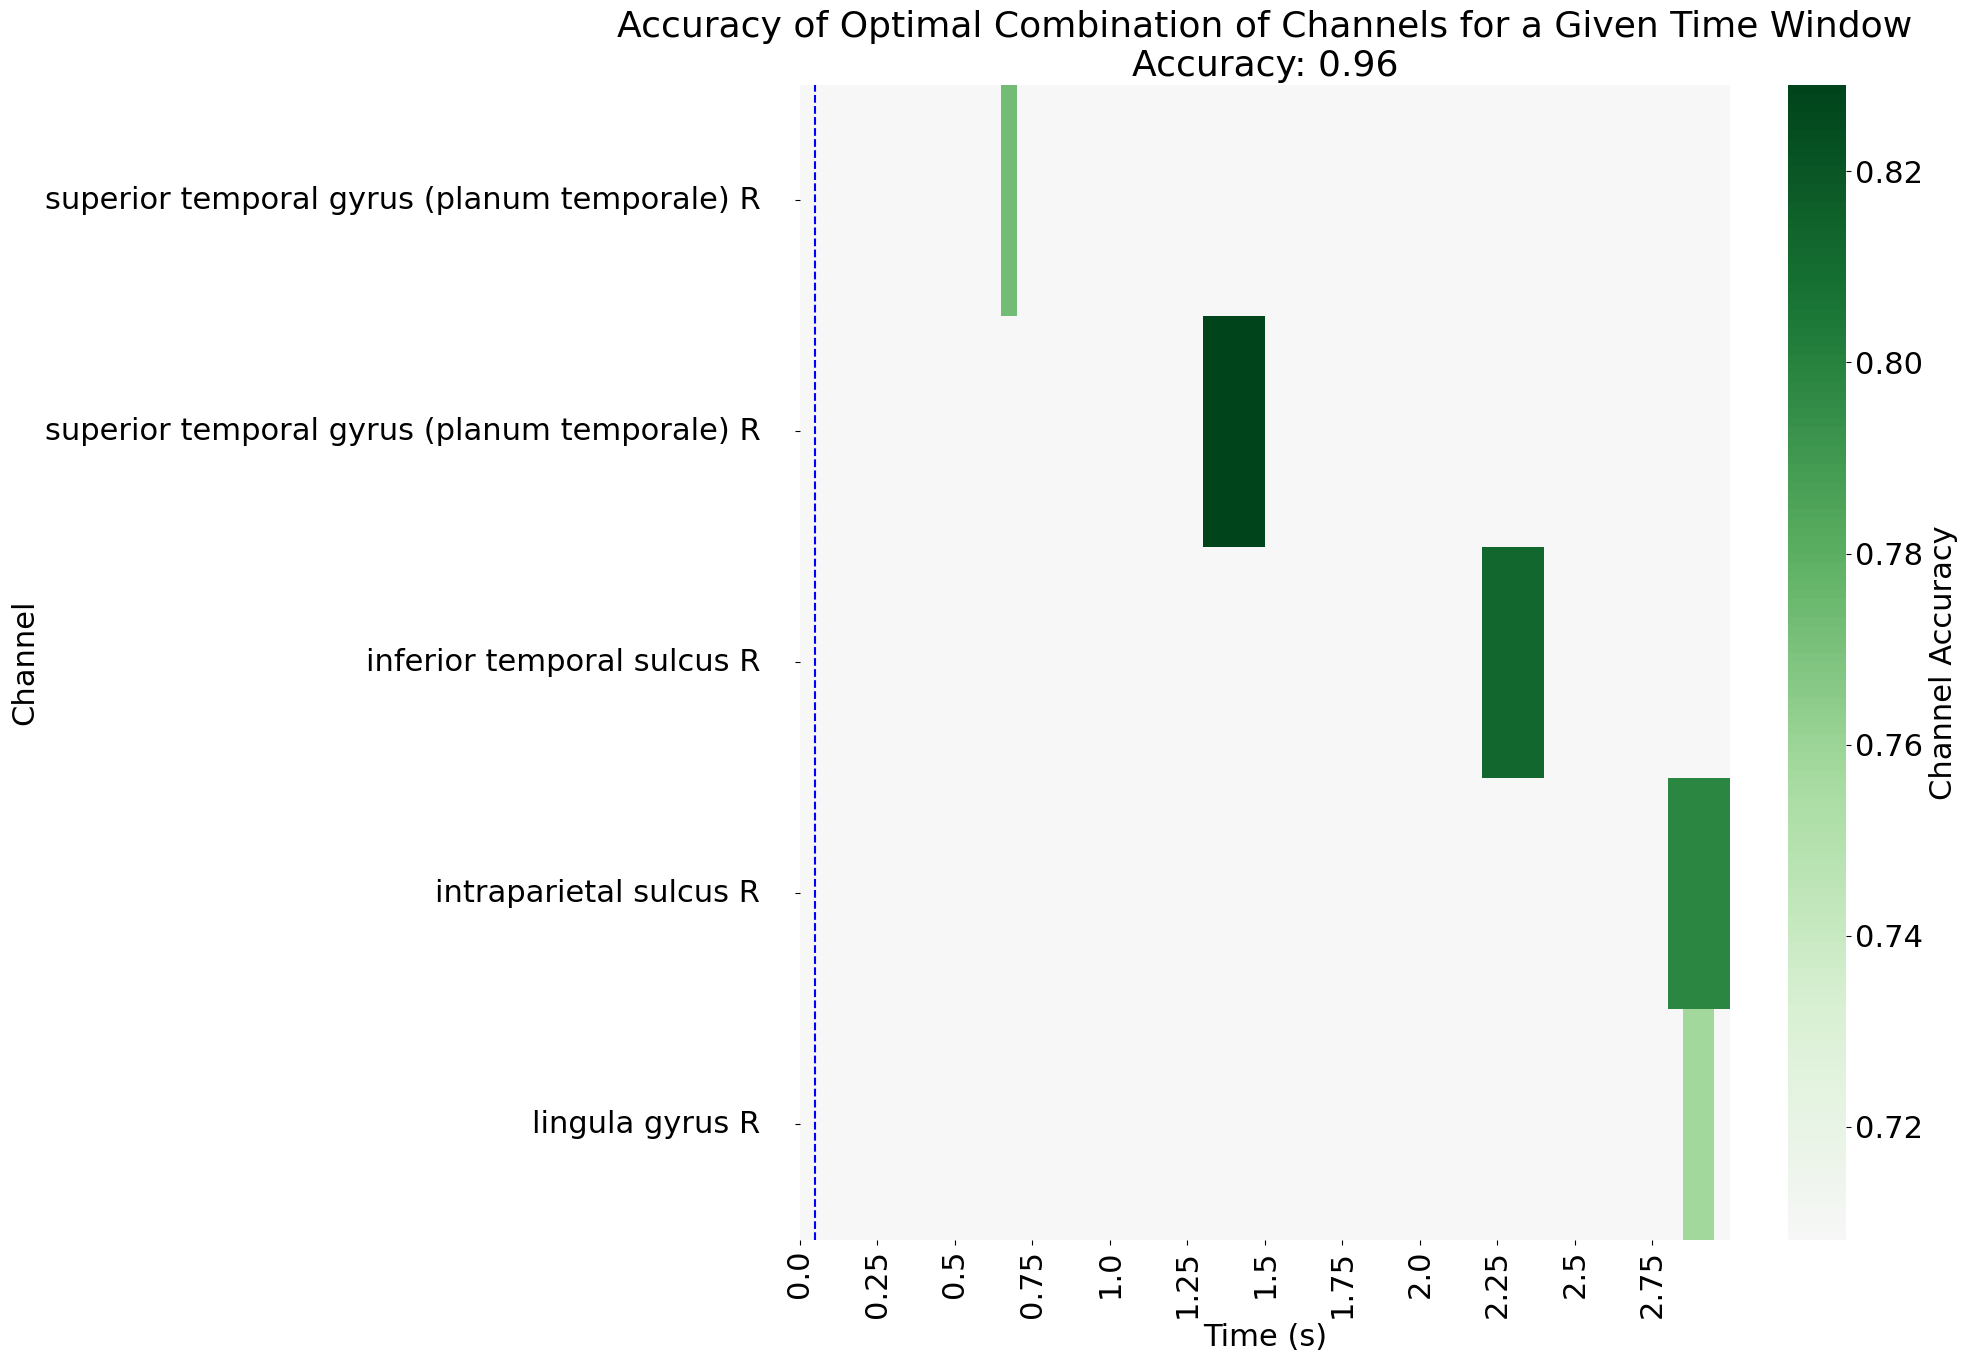 Accuracy of Optimal Combination of Channels for a Given Time Window
Accuracy: 0.96
Channel
superior temporal gyrus (planum temporale) R
superior temporal gyrus (planum temporale) R
inferior temporal sulcus R
intraparietal sulcus R
lingula gyrus R
0.0
0.25
0.5
0.75
1.0
1.25
1.5
1.75
2.0
2.25
2.5
2.75
Time (s)
0.82
0.80
0.78
0.76
0.74
0.72
Channel Accuracy